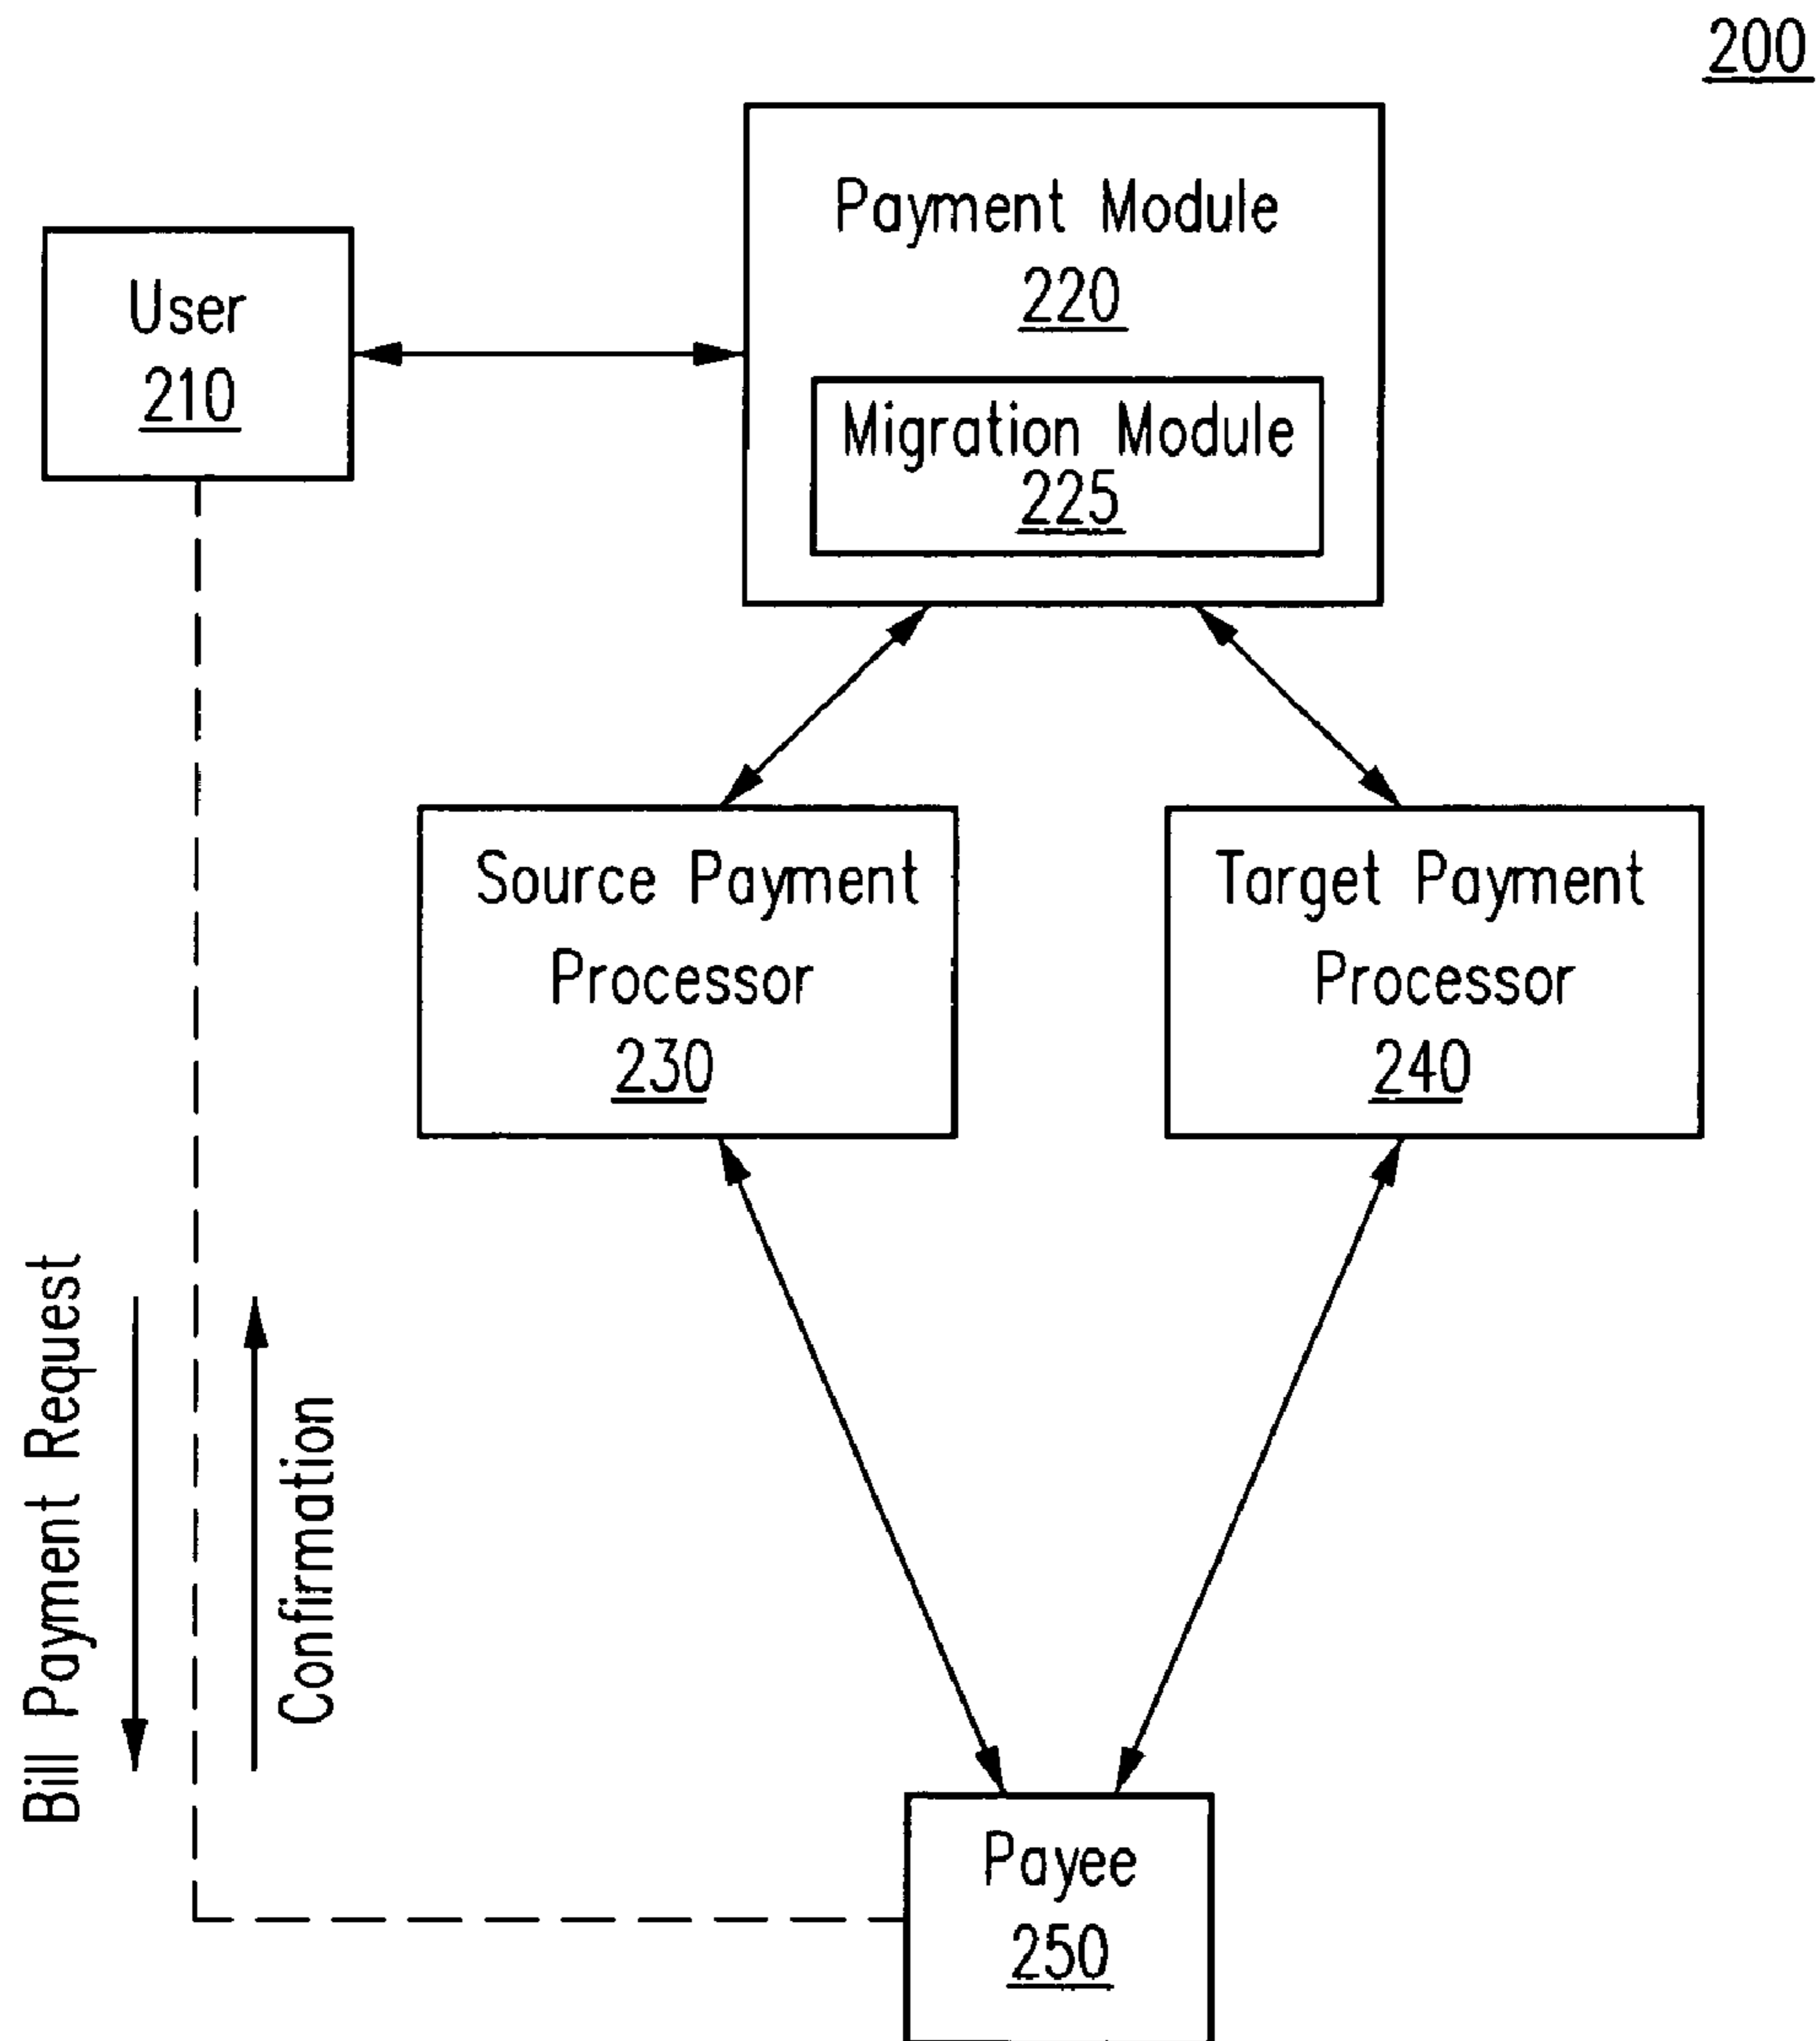 200
Payment Module
220
User
210
Migration Module
225
Source Payment
Processor
230
Target Payment
Processor
240
Bill Payment Request
Confirmation
Payee
250